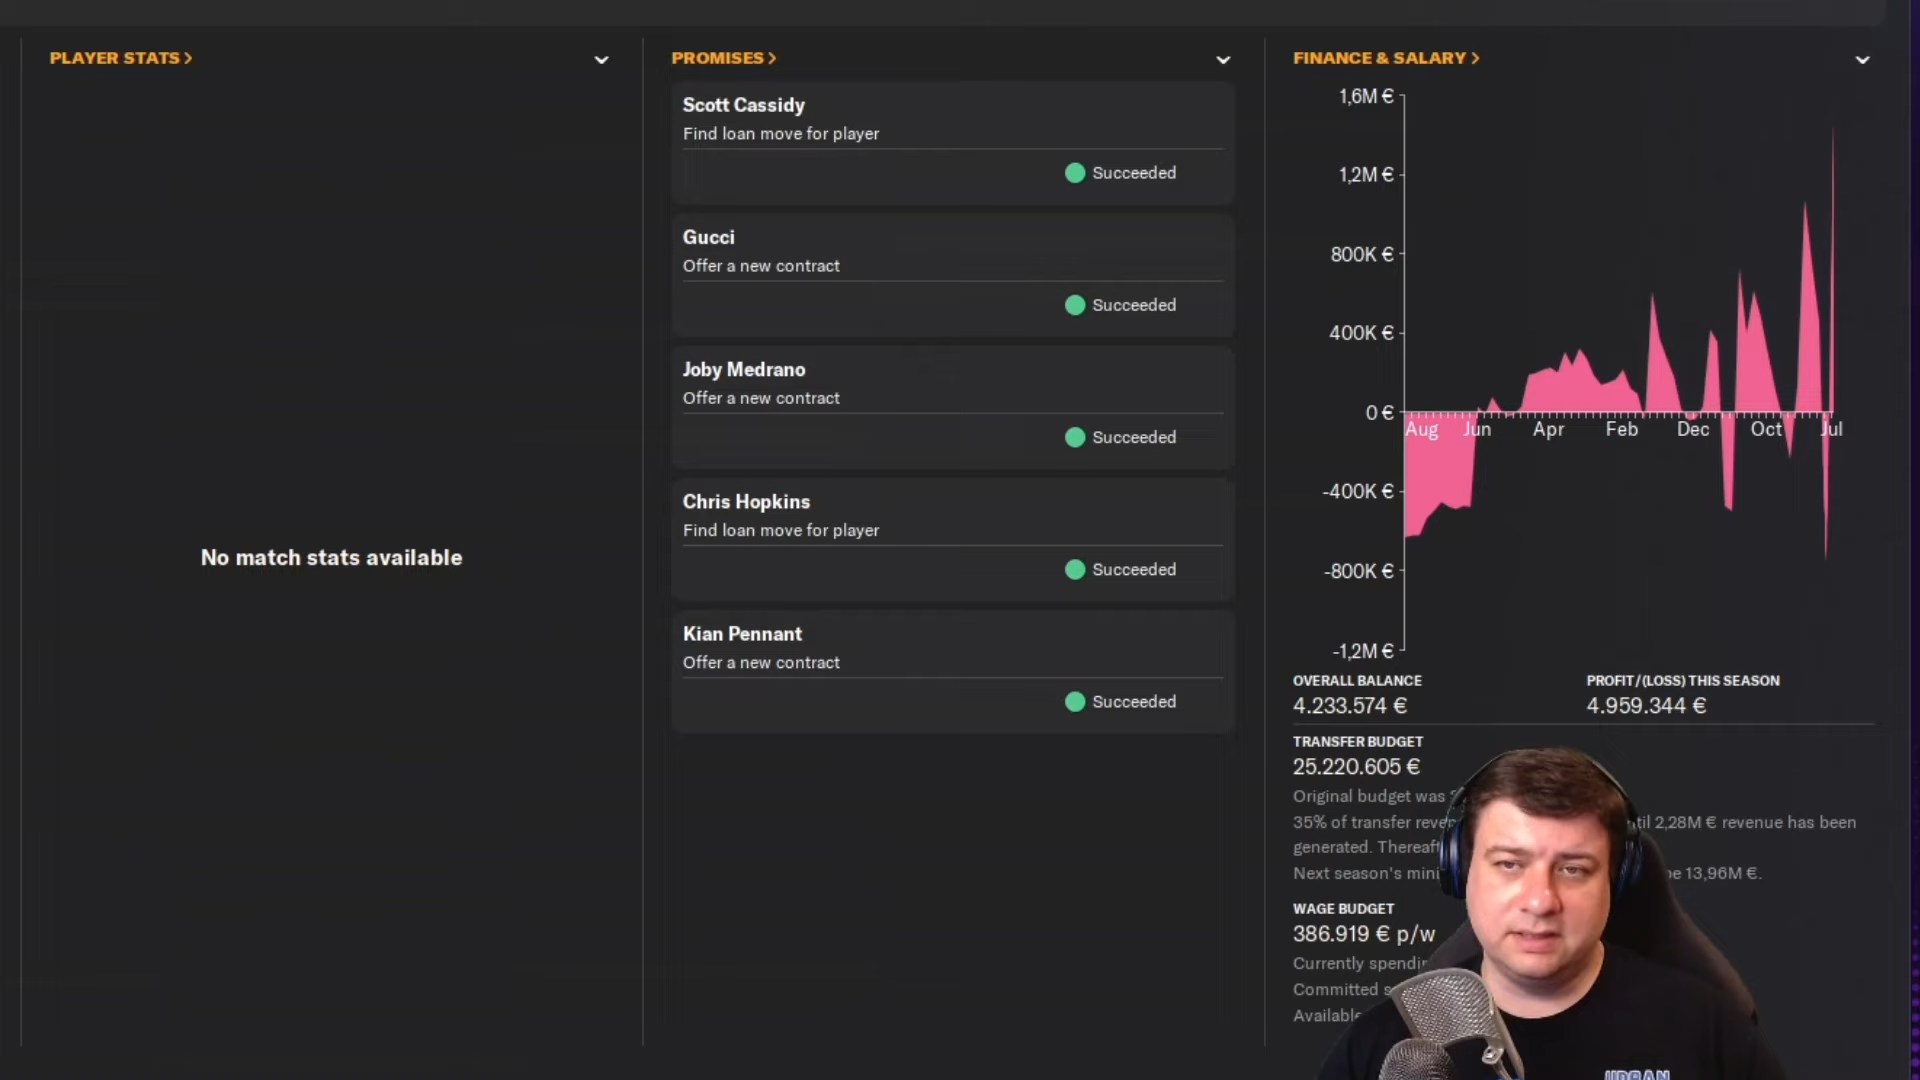 PLAYER STATS >
No match stats available
PROMISES >
Scott Cassidy
Find loan move for player
Succeeded
Gucci
Offer a new contract
Succeeded
Joby Medrano
Offer a new contract
Succeeded
Chris Hopkins
Find loan move for player
Succeeded
Kian Pennant
Offer a new contract
Succeeded
FINANCE & SALARY >
1,6M €
1,2M €
800K €
400K €
0 €
-400K €
-800K €
-1,2M €
Aug Jun Apr Feb Dec Oct Jul
OVERALL BALANCE
4.233.574 €
PROFIT/(LOSS) THIS SEASON
4.959.344 €
TRANSFER BUDGET
25.220.605 €
Original budget was
35% of transfer 2,28M € revenue has been
generated.
Next season's 13,96M €.
WAGE BUDGET
386.919 € p/w
Currently
Committed
Available